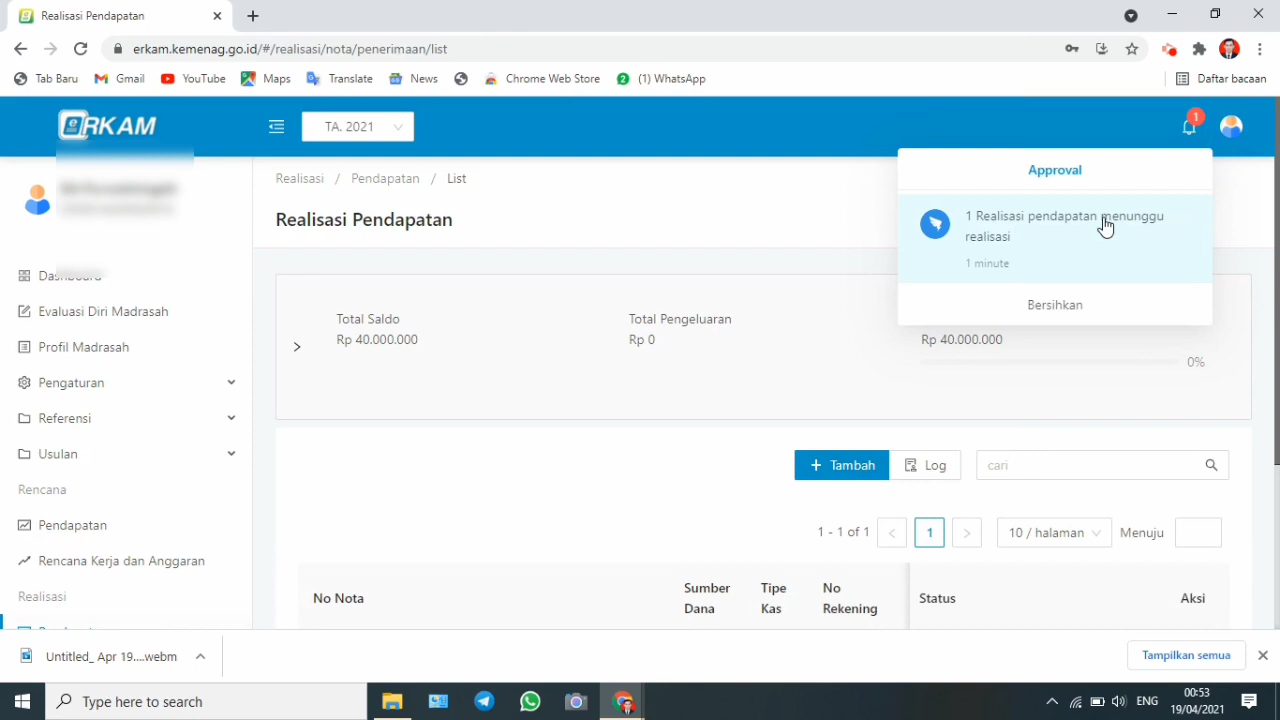 Realisasi Pendapatan
erkam.kemenag.go.id/#/realisasi/nota/penerimaan/list
Tab Baru
Gmail
YouTube
Maps
Translate
News
Chrome Web Store
2
(1) WhatsApp
Daftar bacaan
eRKAM
TA. 2021
1
Realisasi / Pendapatan / List
Realisasi Pendapatan
Approval
1 Realisasi pendapatan menunggu
realisasi
1 minute
Bersihkan
Dashboard
Evaluasi Diri Madrasah
Profil Madrasah
Pengaturan
Referensi
Usulan
Rencana
Pendapatan
Rencana Kerja dan Anggaran
Realisasi
Total Saldo
Rp 40.000.000
Total Pengeluaran
Rp 0
Rp 40.000.000
0%
+ Tambah
Log
cari
1 - 1 of 1
<
1
>
10 / halaman
Menuju
No Nota
Sumber
Dana
Tipe
Kas
No
Rekening
Status
Aksi
Untitled_ Apr 19....webm
Tampilkan semua
Type here to search
ENG
00:53
19/04/2021